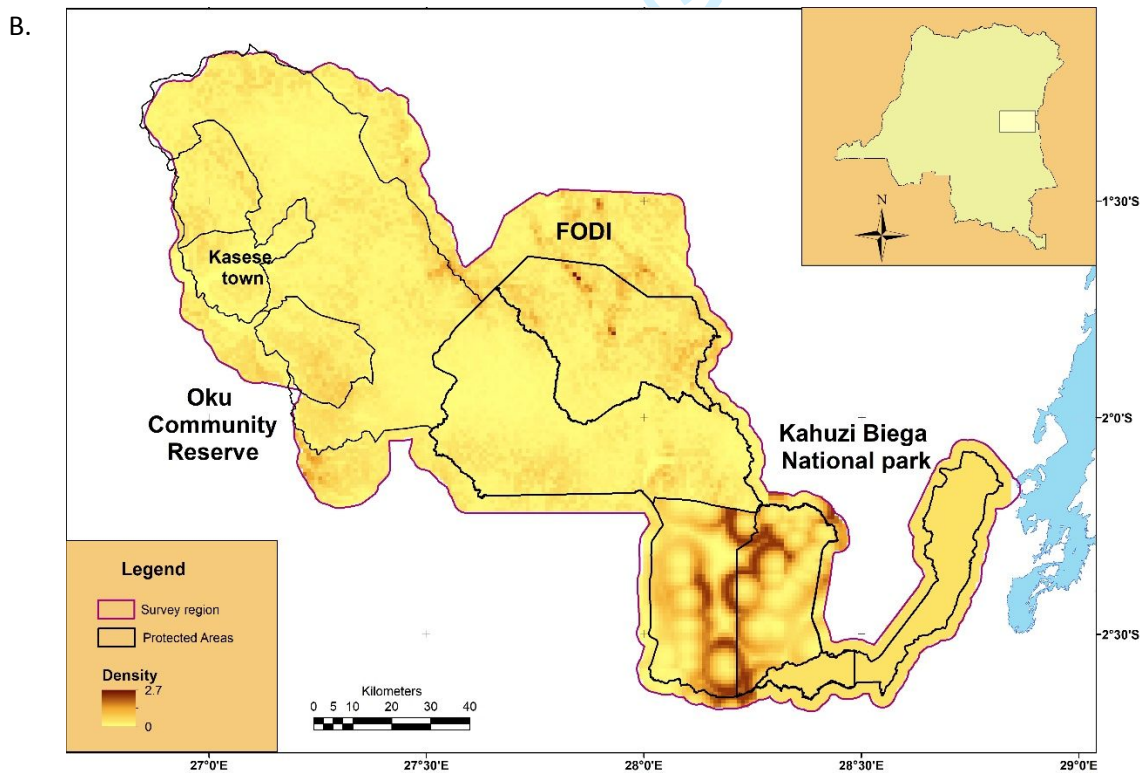 B.
N
1°30'S
FODI
Kasese
town
Oku
Community
Reserve
2°0'S
Kahuzi Biega
National park
Legend
Survey region
Protected Areas
Density
2.7
0
2°30'S
Kilometers
0 5 10 20 30 40
27°0'E 27°30'E 28°0'E 28°30'E 29°0'E